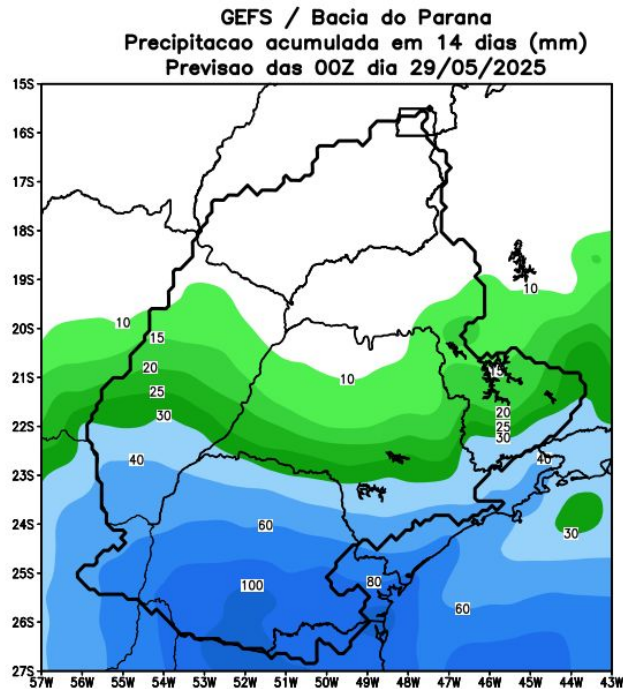 GEFS / Bacia do Parana
Precipitacao acumulada em 14 dias (mm)
Previsao das 00Z dia 29/05/2025
15S
16S
17S
18S
19S
10
20S
10
15
21S
20
10
15
25
20
22S
30
25
30
23S
40
40
24S
60
30
25S
100
80
60
26S
27S
57W 56W 55W 54W 53W 52W 51W 50W 49W 48W 47W 46W 45W 44W 43W